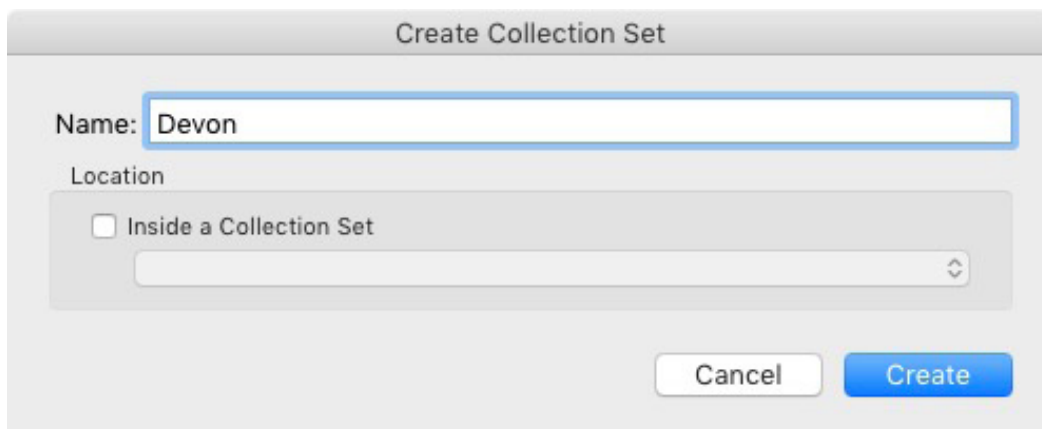 Create Collection Set
Name: Devon
Location
Inside a Collection Set
Cancel Create